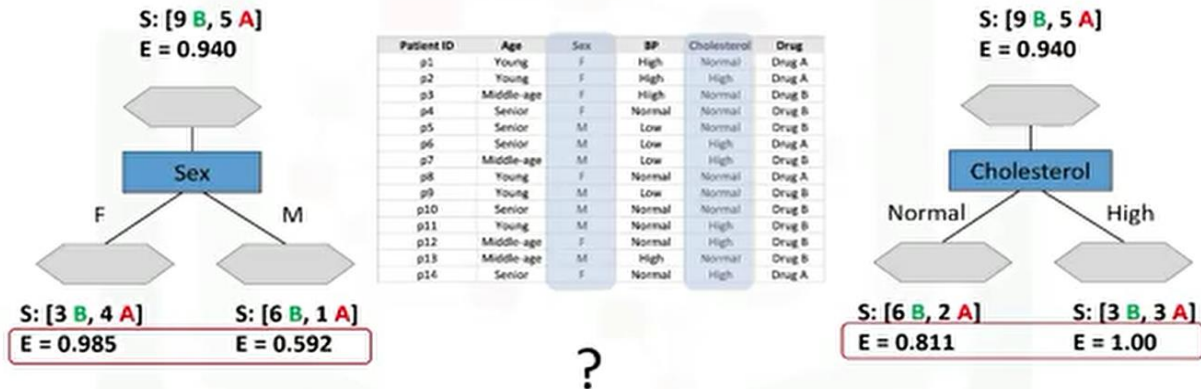 S: [9 B, 5 A]
E = 0.940
Sex
F M
S: [3 B, 4 A] S: [6 B, 1 A]
E = 0.985 E = 0.592
Patient ID Age Sex BP Cholesterol Drug
p1 Young F High Normal Drug A
p2 Young F High High Drug A
p3 Middle-age F High Normal Drug B
p4 Senior F Normal Normal Drug B
p5 Senior M Low Normal Drug B
p6 Senior M Low High Drug A
p7 Middle-age M Low High Drug B
p8 Young F Normal Normal Drug A
p9 Young M Low Normal Drug B
p10 Senior M Normal Normal Drug B
p11 Young M Normal High Drug B
p12 Middle-age F Normal High Drug B
p13 Middle-age M High Normal Drug B
p14 Senior F Normal High Drug A
?
S: [9 B, 5 A]
E = 0.940
Cholesterol
Normal High
S: [6 B, 2 A] S: [3 B, 3 A]
E = 0.811 E = 1.00